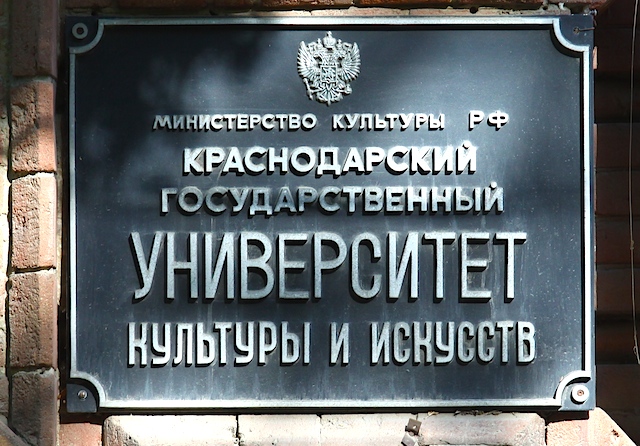 МИНИСТЕРСТВО КУЛЬТУРЫ РФ
КРАСНОДАРСКИЙ
ГОСУДАРСТВЕННЫЙ
УНИВЕРСИТЕТ
КУЛЬТУРЫ И ИСКУССТВ